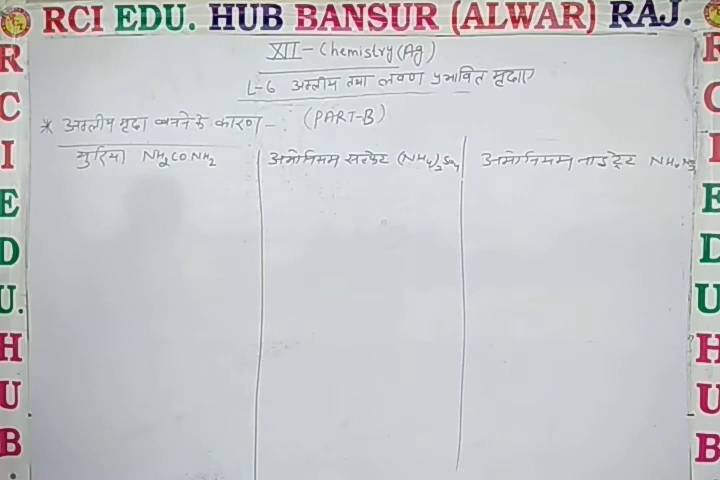 RCI EDU. HUB BANSUR (ALWAR) RAJ.
XII - Chemistry (Ag)
L-6 अम्लीय तथा लवण प्रभावित मृदाए
* अम्लीय मृदा बनने के कारण - (PART-B)
युरिया NH2CONH2
अमोनियम सल्फेट (NH4)2SO4
अमोनियम नाइट्रेट NH4NO3
RCI EDU. HUB
RCI EDU. HUB